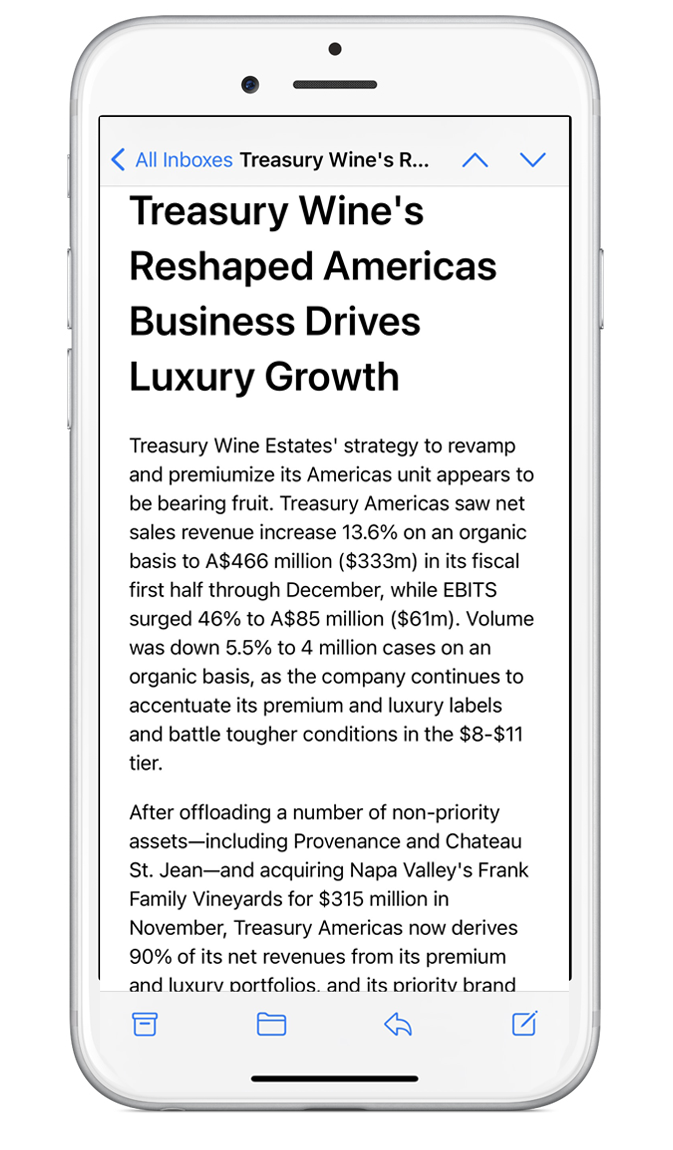 All Inboxes Treasury Wine's R...
Treasury Wine's
Reshaped Americas
Business Drives
Luxury Growth
Treasury Wine Estates' strategy to revamp
and premiumize its Americas unit appears to
be bearing fruit. Treasury Americas saw net
sales revenue increase 13.6% on an organic
basis to A$466 million ($333m) in its fiscal
first half through December, while EBITS
surged 46% to A$85 million ($61m). Volume
was down 5.5% to 4 million cases on an
organic basis, as the company continues to
accentuate its premium and luxury labels
and battle tougher conditions in the $8-$11
tier.
After offloading a number of non-priority
assets—including Provenance and Chateau
St. Jean—and acquiring Napa Valley's Frank
Family Vineyards for $315 million in
November, Treasury Americas now derives
90% of its net revenues from its premium
and luxury portfolios, and its priority brand